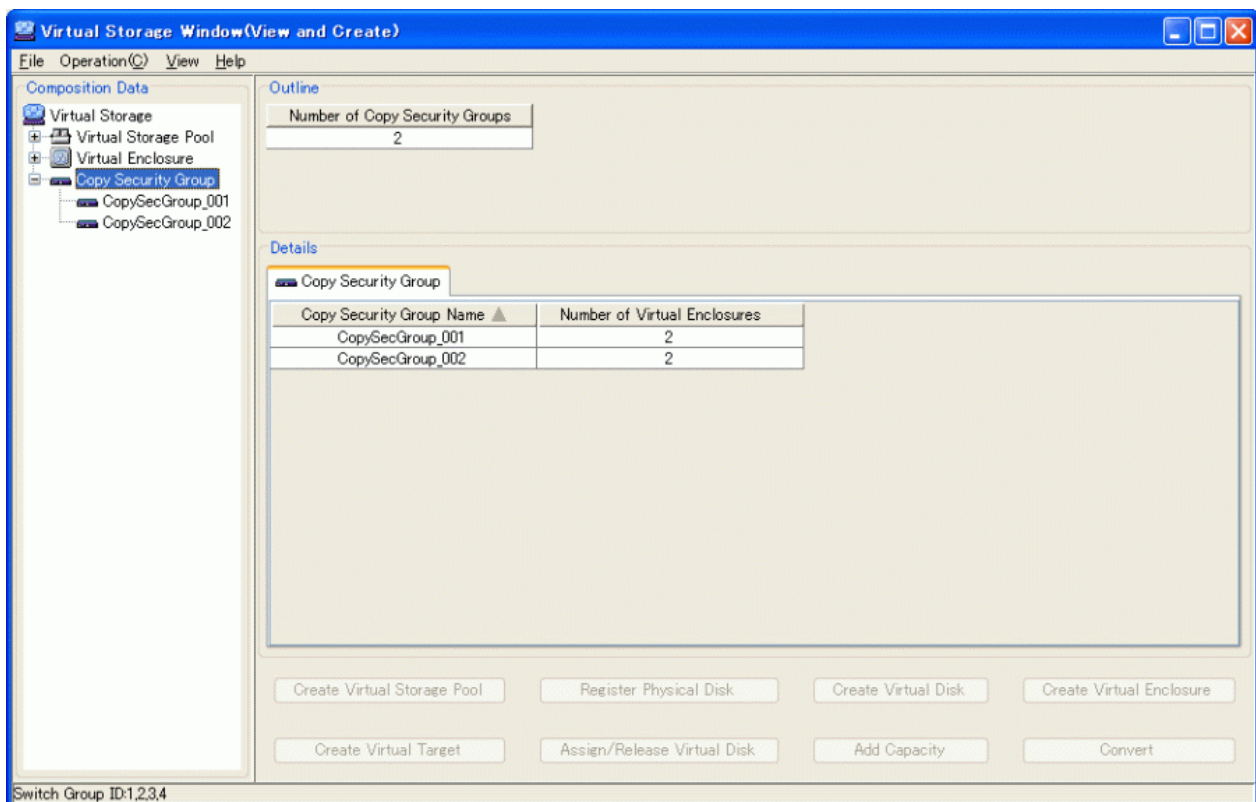 Virtual Storage Window(View and Create)
File Operation(C) View Help
Composition Data
Virtual Storage
Virtual Storage Pool
Virtual Enclosure
Copy Security Group
CopySecGroup_001
CopySecGroup_002
Outline
Number of Copy Security Groups
2
Details
Copy Security Group
Copy Security Group Name Number of Virtual Enclosures
CopySecGroup_001 2
CopySecGroup_002 2
Create Virtual Storage Pool Register Physical Disk Create Virtual Disk Create Virtual Enclosure
Create Virtual Target Assign/Release Virtual Disk Add Capacity Convert
Switch Group ID:1,2,3,4